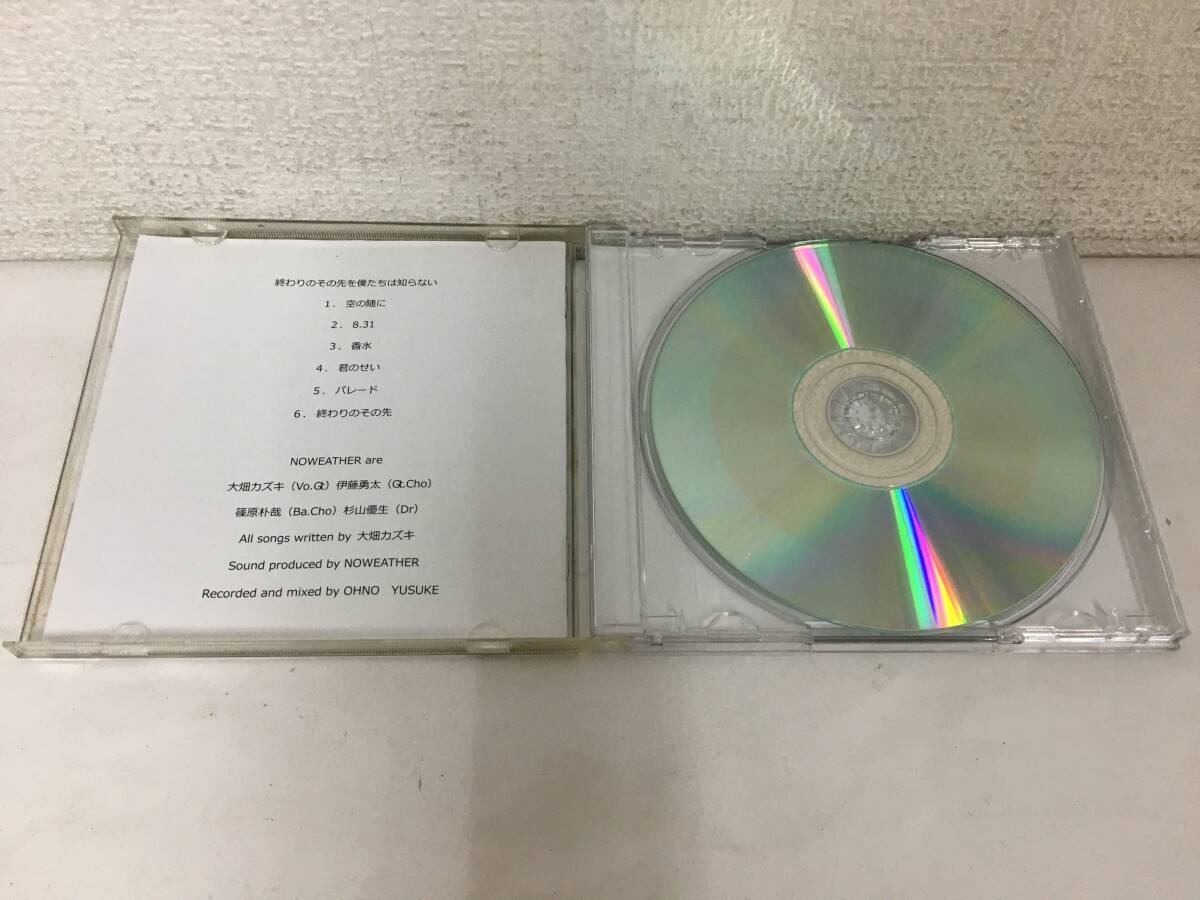 終わりのその先を僕たちは知らない
1． 空の随に
2． 8.31
3． 香水
4． 君のせい
5． パレード
6． 終わりのその先
NOWEATHER are
大畑カズキ（Vo.Gt）伊藤勇太（Gt.Cho）
篠原朴哉（Ba.Cho）杉山優生（Dr）
All songs written by 大畑カズキ
Sound produced by NOWEATHER
Recorded and mixed by OHNO　YUSUKE